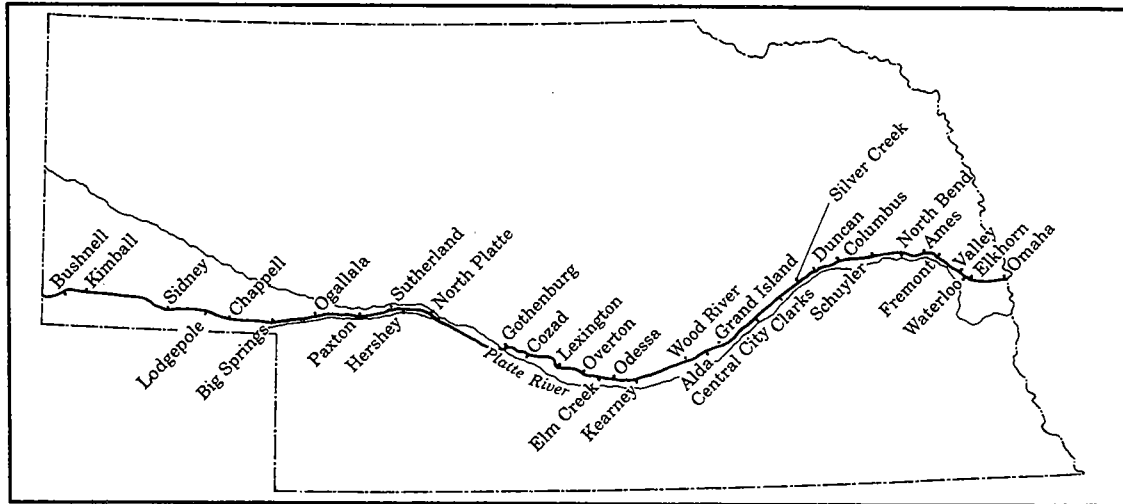 Bushnell
Kimball
Sidney
Lodgepole
Chappell
Big Springs
Ogallala
Paxton
Sutherland
Hershey
North Platte
Platte River
Gothenburg
Cozad
Lexington
Overton
Elm Creek
Odessa
Kearney
Wood River
Alda
Grand Island
Central City
Clarks
Silver Creek
Duncan
Columbus
Schuyler
North Bend
Ames
Fremont
Valley
Waterloo
Elkhorn
Omaha